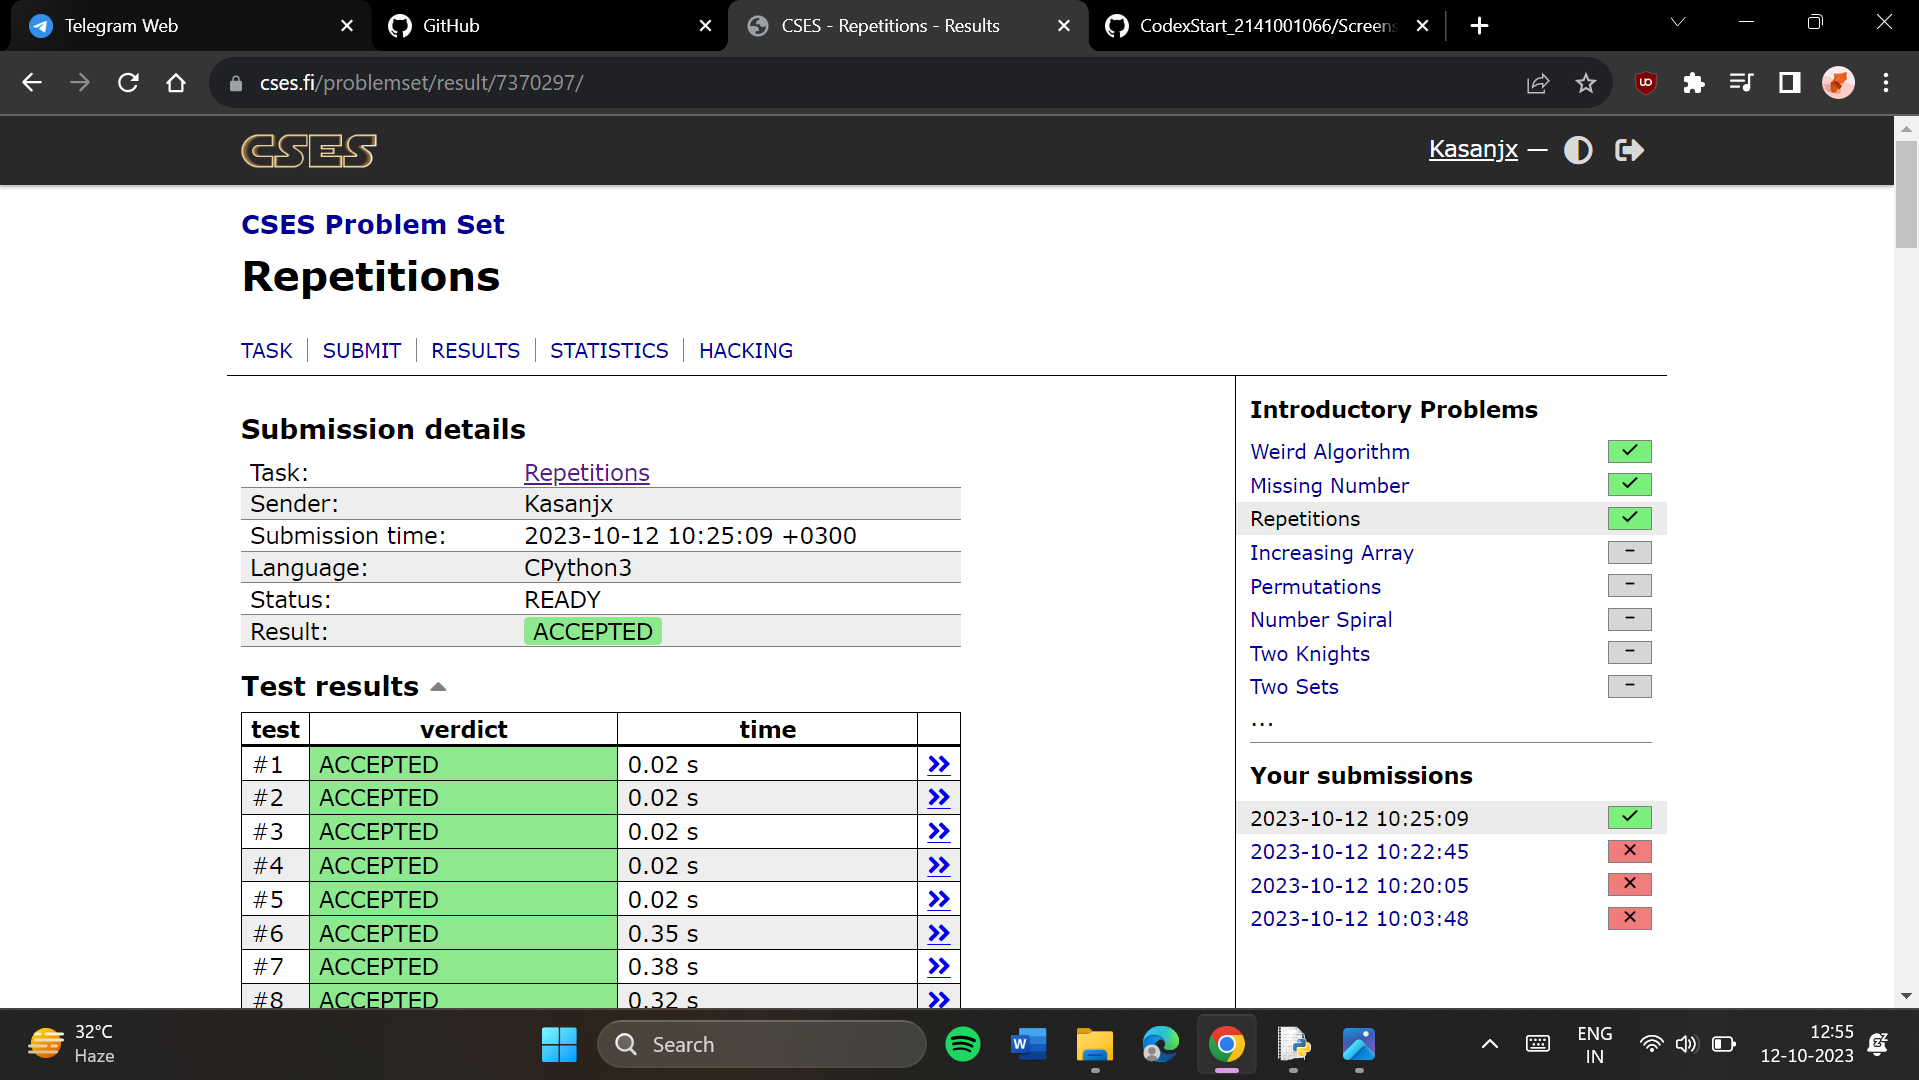 Telegram Web
GitHub
CSES - Repetitions - Results
CodexStart_2141001066/Screens
cses.fi/problemset/result/7370297/
CSES
Kasanjx —
CSES Problem Set
Repetitions
TASK | SUBMIT | RESULTS | STATISTICS | HACKING
Submission details
Task: Repetitions
Sender: Kasanjx
Submission time: 2023-10-12 10:25:09 +0300
Language: CPython3
Status: READY
Result: ACCEPTED
Test results
test verdict time
#1 ACCEPTED 0.02 s »
#2 ACCEPTED 0.02 s »
#3 ACCEPTED 0.02 s »
#4 ACCEPTED 0.02 s »
#5 ACCEPTED 0.02 s »
#6 ACCEPTED 0.35 s »
#7 ACCEPTED 0.38 s »
#8 ACCEPTED 0.32 s »
Introductory Problems
Weird Algorithm
Missing Number
Repetitions
Increasing Array -
Permutations -
Number Spiral -
Two Knights -
Two Sets -
...
Your submissions
2023-10-12 10:25:09
2023-10-12 10:22:45
2023-10-12 10:20:05
2023-10-12 10:03:48
32°C
Haze
Search
ENG
IN
12:55
12-10-2023